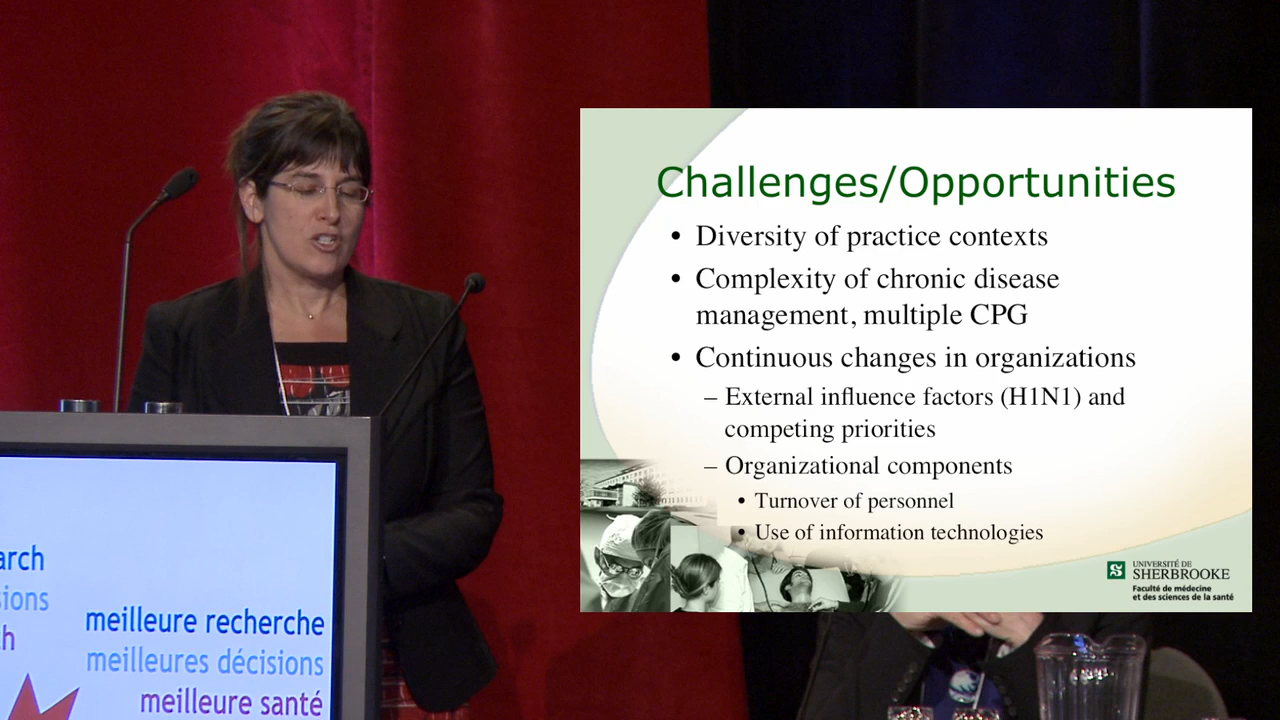 Challenges/Opportunities
• Diversity of practice contexts
• Complexity of chronic disease
management, multiple CPG
• Continuous changes in organizations
– External influence factors (H1N1) and
competing priorities
– Organizational components
• Turnover of personnel
• Use of information technologies
UNIVERSITÉ DE
SHERBROOKE
Faculté de médecine
et des sciences de la santé
arch
sions
h
meilleure recherche
meilleures décisions
meilleure santé